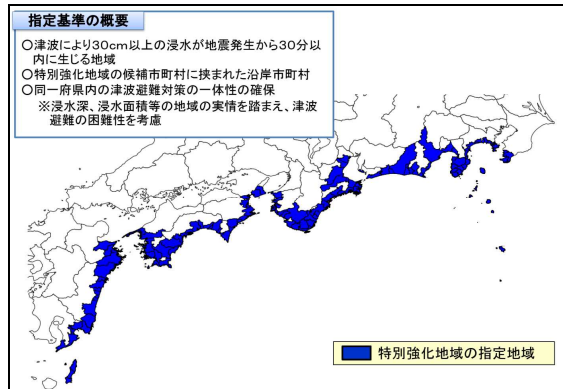 指定基準の概要
○津波により30cm以上の浸水が地震発生から30分以
内に生じる地域
○特別強化地域の候補市町村に挟まれた沿岸市町村
○同一府県内の津波避難対策の一体性の確保
※浸水深、浸水面積等の地域の実情を踏まえ、津波
避難の困難性を考慮
特別強化地域の指定地域